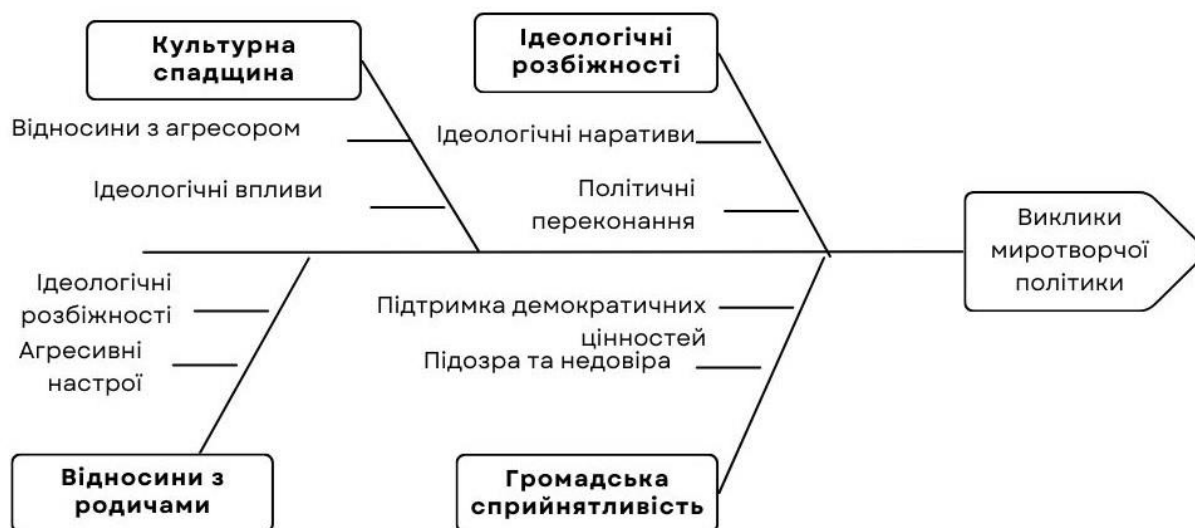 Культурна
спадщина
Ідеологічні
розбіжності
Відносини з агресором
Ідеологічні впливи
Ідеологічні наративи
Політичні
переконання
Виклики
миротворчої
політики
Ідеологічні
розбіжності
Агресивні
настрої
Підтримка демократичних
цінностей
Підозра та недовіра
Відносини з
родичами
Громадська
сприйнятливість